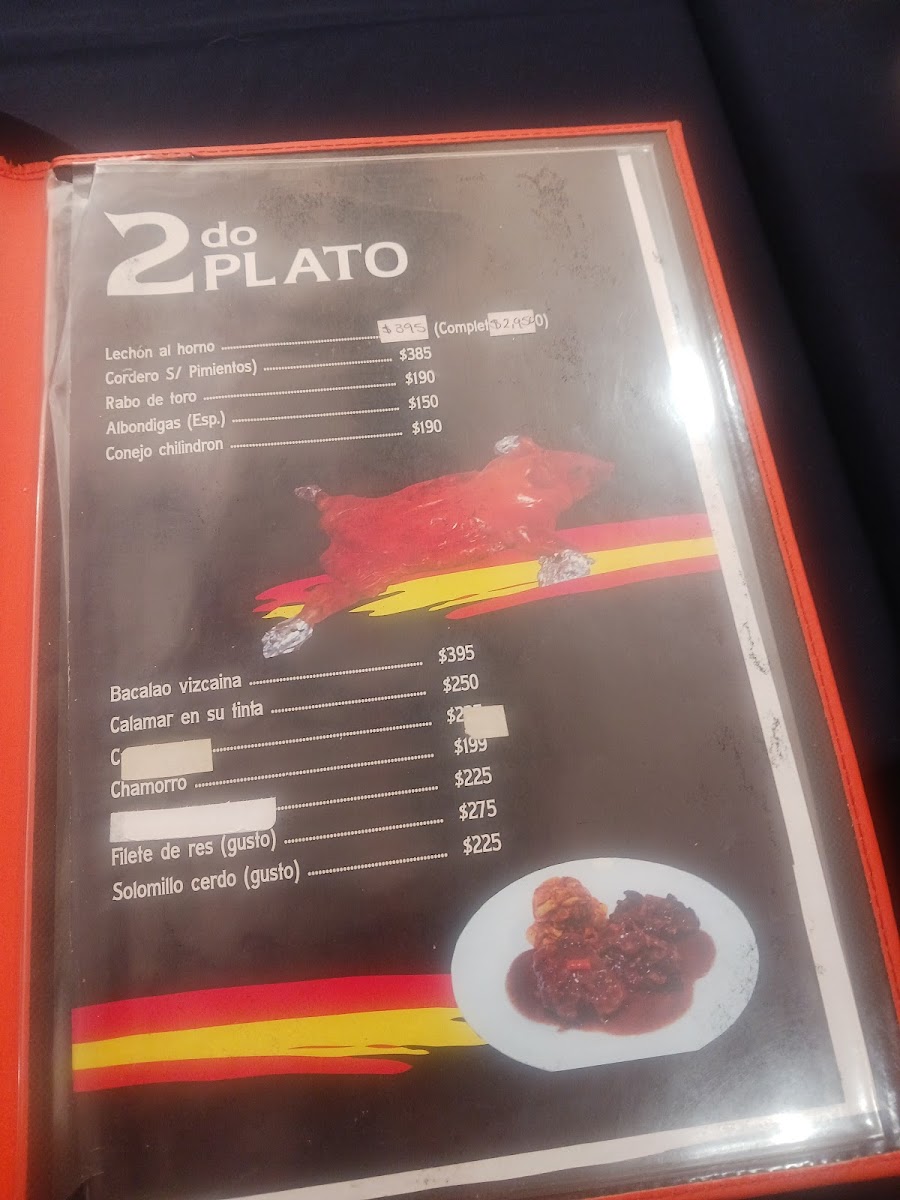 2do PLATO
Lechón al horno $395 (Complet $2,950)
Cordero S/ Pimientos) $385
Rabo de toro $190
Albondigas (Esp.) $150
Conejo chilindron $190
Bacalao vizcaina $395
Calamar en su tinta $250
Chamorro $199
$225
Filete de res (gusto) $275
Solomillo cerdo (gusto) $225